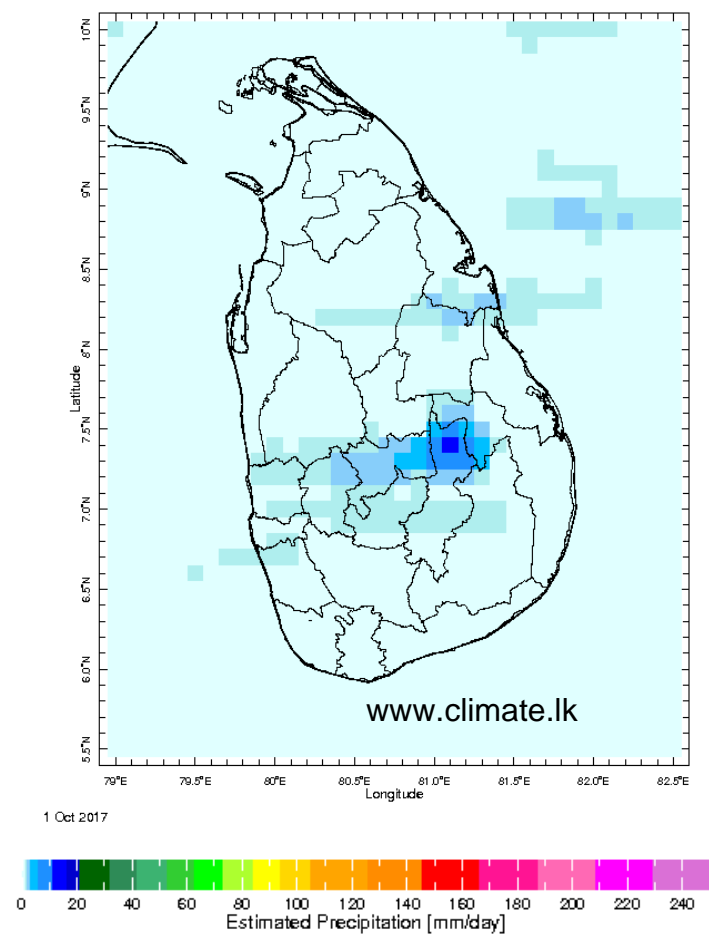 10°N
9.5°N
9°N
8.5°N
8°N
7.5°N
7.0°N
6.5°N
6.0°N
5.5°N
Latitude
www.climate.lk
79°E 79.5°E 80°E 80.5°E 81.0°E 81.5°E 82.0°E 82.5°E
Longitude
1 Oct 2017
0 20 40 60 80 100 120 140 160 180 200 220 240
Estimated Precipitation [mm/day]